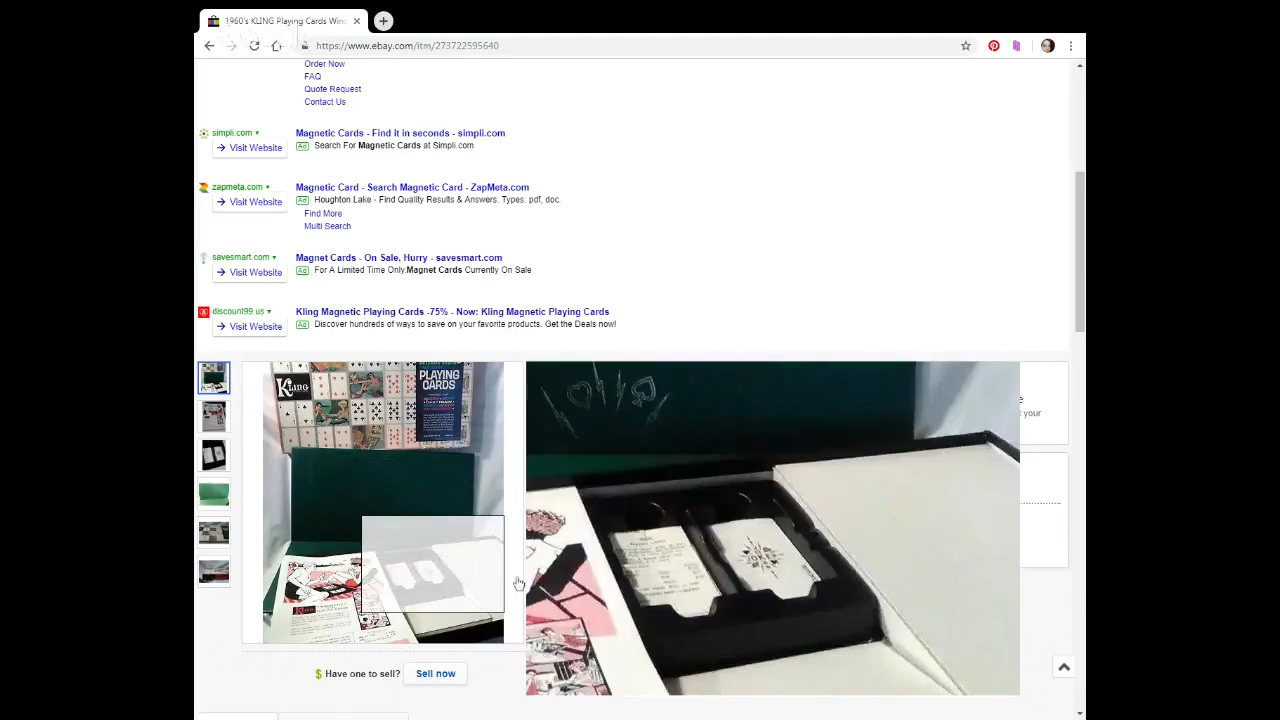 1960's KLING Playing Cards Wind
https://www.ebay.com/itm/273722595640
Order Now
FAQ
Quote Request
Contact Us
simpli.com
Visit Website
Magnetic Cards - Find it in seconds - simpli.com
Ad Search For Magnetic Cards at Simpli.com
zapmeta.com
Visit Website
Magnetic Card - Search Magnetic Card - ZapMeta.com
Ad Houghton Lake - Find Quality Results & Answers. Types: pdf, doc.
Find More
Multi Search
savesmart.com
Visit Website
Magnet Cards - On Sale, Hurry - savesmart.com
Ad For A Limited Time Only.Magnet Cards Currently On Sale
discount99.us
Visit Website
Kling Magnetic Playing Cards -75% - Now: Kling Magnetic Playing Cards
Ad Discover hundreds of ways to save on your favorite products. Get the Deals now!
KLING
PLAYING
CARDS
Kling
JOKER
your
$ Have one to sell? Sell now